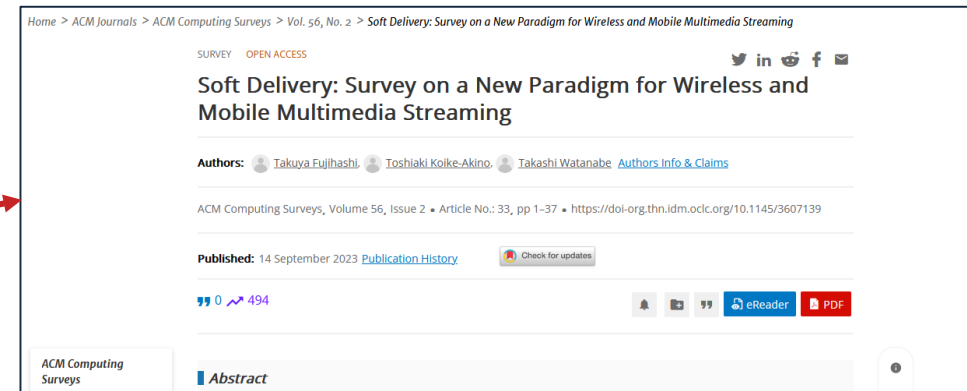 Home > ACM Journals > ACM Computing Surveys > Vol. 56, No. 2 > Soft Delivery: Survey on a New Paradigm for Wireless and Mobile Multimedia Streaming
SURVEY OPEN ACCESS
Soft Delivery: Survey on a New Paradigm for Wireless and
Mobile Multimedia Streaming
Authors: Takuya Fujihashi, Toshiaki Koike-Akino, Takashi Watanabe Authors Info & Claims
ACM Computing Surveys, Volume 56, Issue 2 • Article No.: 33, pp 1–37 • https://doi-org.thn.idm.oclc.org/10.1145/3607139
Published: 14 September 2023 Publication History Check for updates
0 494
eReader PDF
ACM Computing
Surveys
Abstract